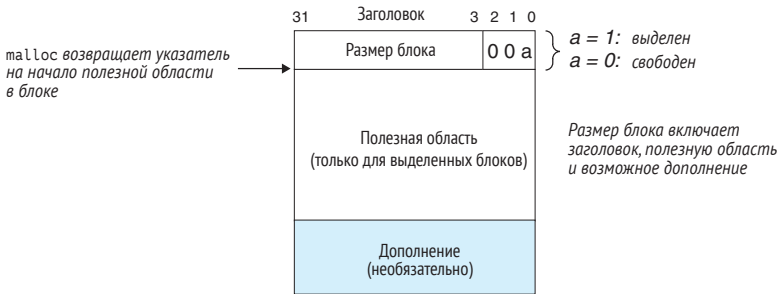 31 Заголовок 3 2 1 0
malloc возвращает указатель
на начало полезной области
в блоке
Размер блока
0 0 a
a = 1: выделен
a = 0: свободен
Полезная область
(только для выделенных блоков)
Размер блока включает
заголовок, полезную область
и возможное дополнение
Дополнение
(необязательно)